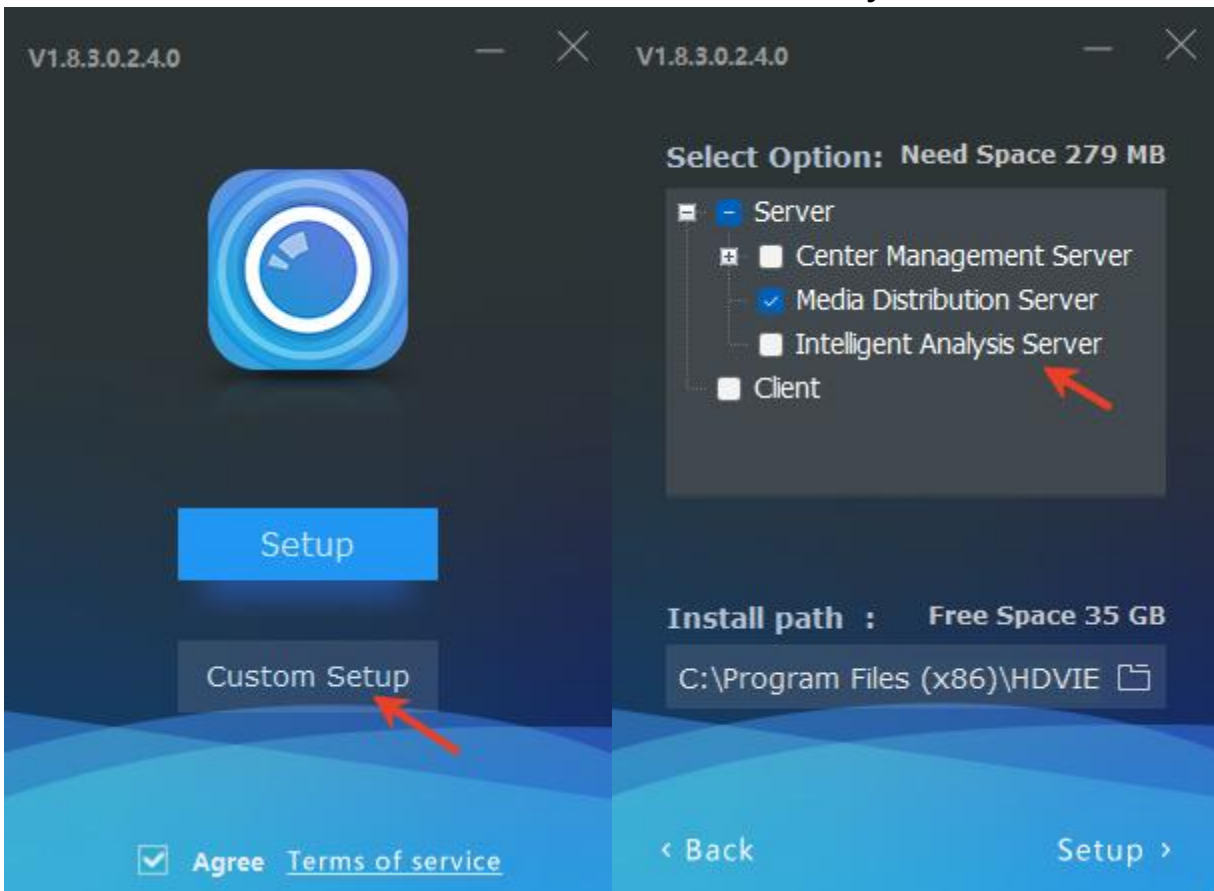 V1.8.3.0.2.4.0
Setup
Custom Setup
Agree Terms of service
V1.8.3.0.2.4.0
Select Option: Need Space 279 MB
Server
Center Management Server
Media Distribution Server
Intelligent Analysis Server
Client
Install path : Free Space 35 GB
C:\Program Files (x86)\HDVIE
‹ Back
Setup ›